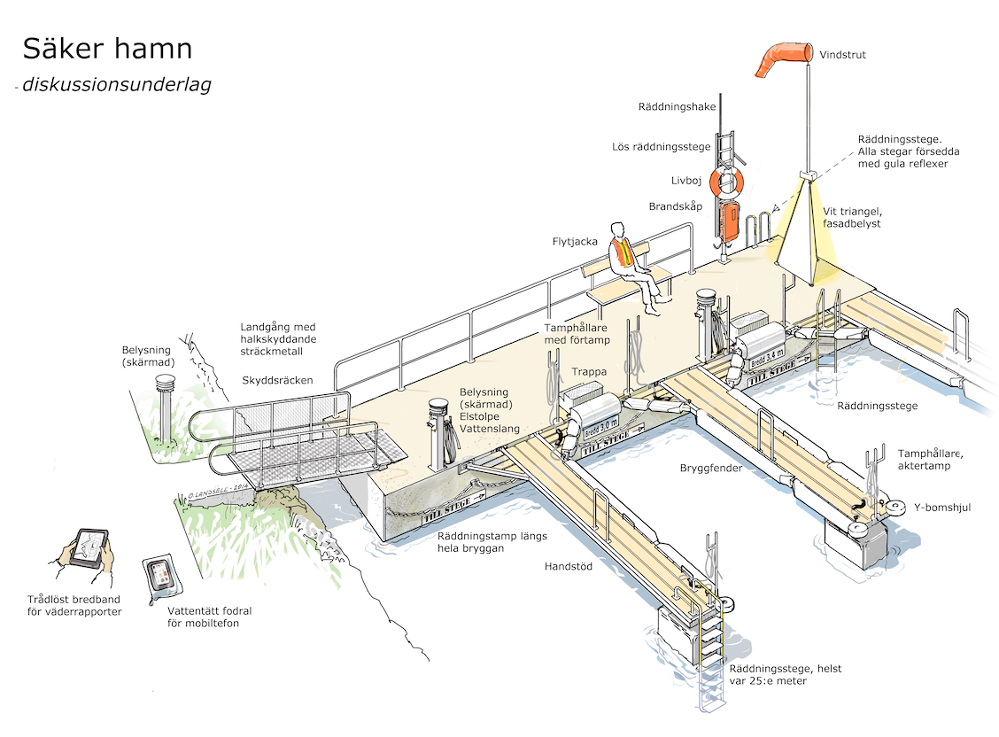 Säker hamn
- diskussionsunderlag
Vindstrut
Räddningshake
Räddningsstege.
Alla stegar försedda
med gula reflexer
Lös räddningsstege
Livboj
Brandskåp
Vit triangel,
fasadbelyst
Flytjacka
Landgång med
halkskyddande
sträckmetall
Tamphållare
med förtamp
Belysning
(skärmad)
Skyddsräcken
Trappa
Bredd 3,4 m
TILL STEGE
Belysning
(skärmad)
Elstolpe
Vattenslang
Räddningsstege
Bredd 3,0 m
TILL STEGE
Bryggfender
Tamphållare,
aktertamp
O.LANDSELL-2014
TILL STEGE
Y-bomshjul
Räddningstamp längs
hela bryggan
Handstöd
Trådlöst bredband
för väderrapporter
Vattentätt fodral
för mobiltefon
Räddningsstege, helst
var 25:e meter